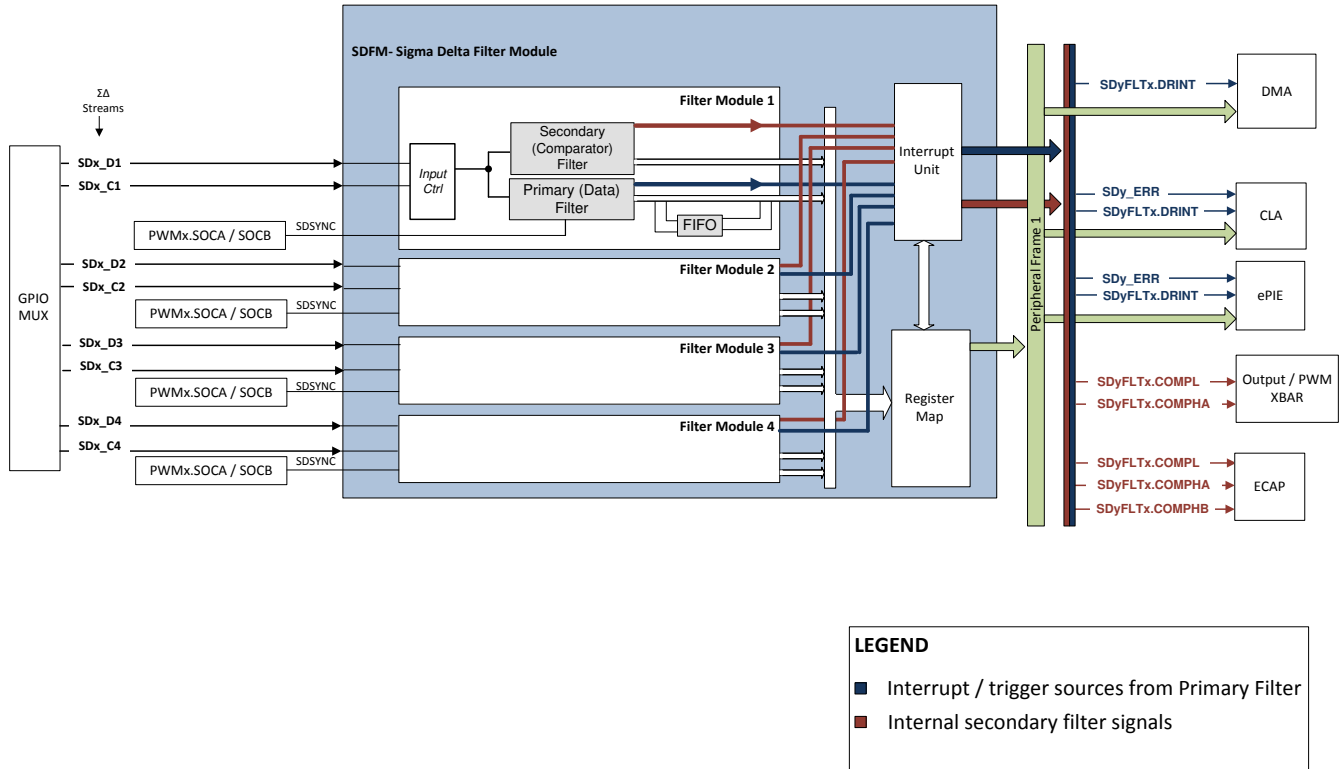 SDFM- Sigma Delta Filter Module
ΣΔ
Streams
GPIO
MUX
SDx_D1
SDx_C1
PWMx.SOCA / SOCB
SDSYNC
SDx_D2
SDx_C2
PWMx.SOCA / SOCB
SDSYNC
SDx_D3
SDx_C3
PWMx.SOCA / SOCB
SDSYNC
SDx_D4
SDx_C4
PWMx.SOCA / SOCB
SDSYNC
Filter Module 1
Input
Ctrl
Secondary
(Comparator)
Filter
Primary (Data)
Filter
FIFO
Filter Module 2
Filter Module 3
Filter Module 4
Interrupt
Unit
Register
Map
Peripheral Frame 1
SDyFLTx.DRINT
DMA
SDy_ERR
SDyFLTx.DRINT
CLA
SDy_ERR
SDyFLTx.DRINT
ePIE
SDyFLTx.COMPL
SDyFLTx.COMPHA
Output / PWM
XBAR
SDyFLTx.COMPL
SDyFLTx.COMPHA
SDyFLTx.COMPHB
ECAP
LEGEND
Interrupt / trigger sources from Primary Filter
Internal secondary filter signals